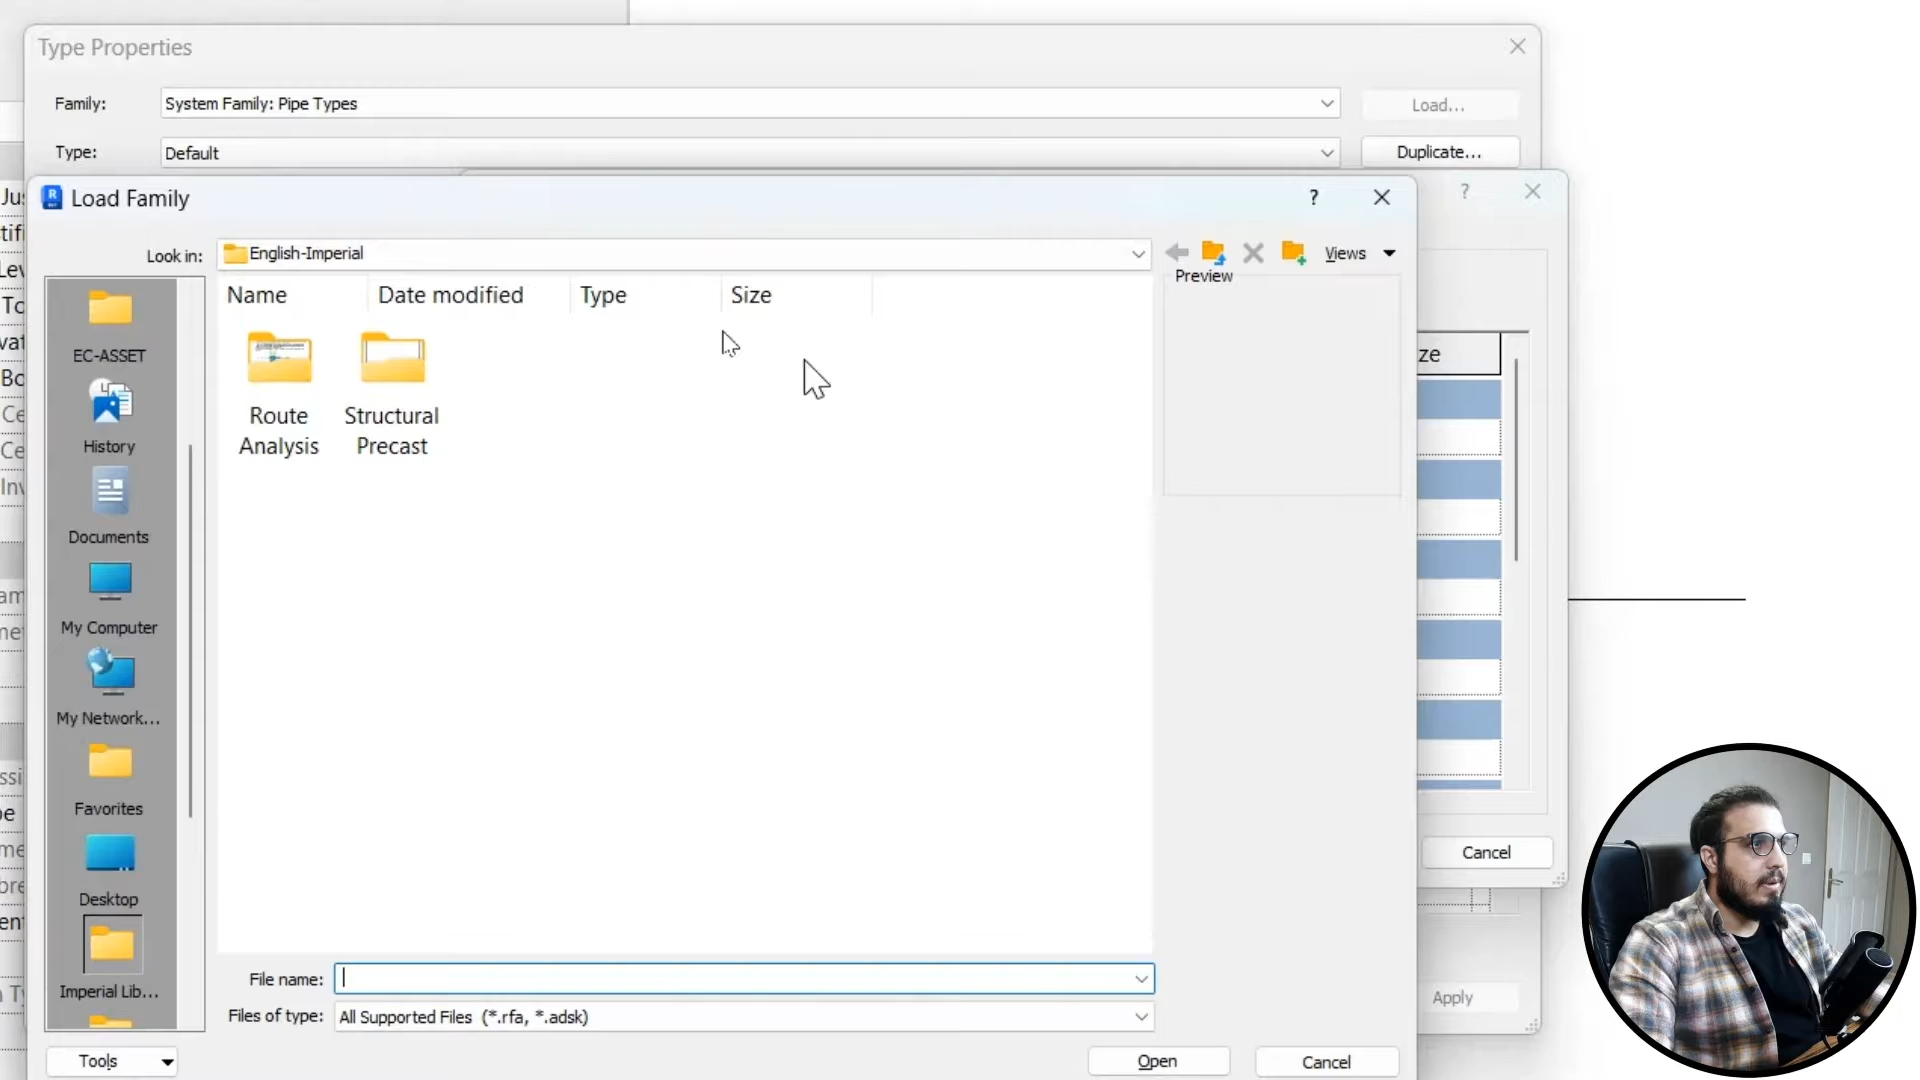 Type Properties
Family:
System Family: Pipe Types
Load...
Type:
Default
Duplicate...
Load Family
?
?
Look in:
English-Imperial
Views
Preview
Name
Date modified
Type
Size
EC-ASSET
Route
Analysis
Structural
Precast
History
Documents
My Computer
My Network...
Favorites
Desktop
Imperial Lib...
Cancel
File name:
Files of type:
All Supported Files (*.rfa, *.adsk)
Apply
Tools
Open
Cancel